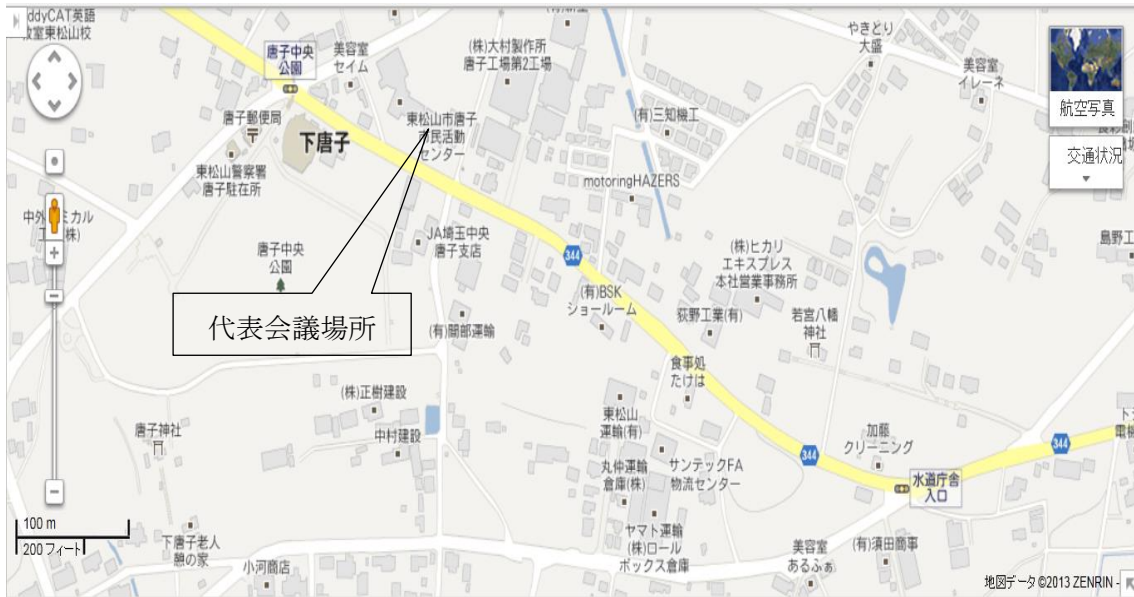 ddyCAT英語
教室東松山校
唐子中央
公園
美容室
セイム
(株)大村製作所
唐子工場第2工場
やきとり
大盛
美容室
イレーネ
航空写真
交通状況
唐子郵便局
下唐子
東松山市唐子
市民活動
センター
(有)三知機工
東松山警察署
唐子駐在所
motoringHAZERS
JA埼玉中央
唐子支店
唐子中央
公園
344
(株)ヒカリ
エキスプレス
本社営業事務所
島野工
(有)BSK
ショールーム
荻野工業(有)
若宮八幡
神社
代表会議場所
(有)関部運輸
食事処
たけは
(株)正樹建設
中村建設
唐子神社
東松山
運輸(有)
加藤
クリーニング
344
344
電機
丸仲運輸
倉庫(株)
サンテックFA
物流センター
水道庁舎
入口
100 m
200 フィート
下唐子老人
憩の家
小河商店
ヤマト運輸
(株)ロール
ボックス倉庫
美容室
あるふぁ
(有)須田商事
地図データ ©2013 ZENRIN -